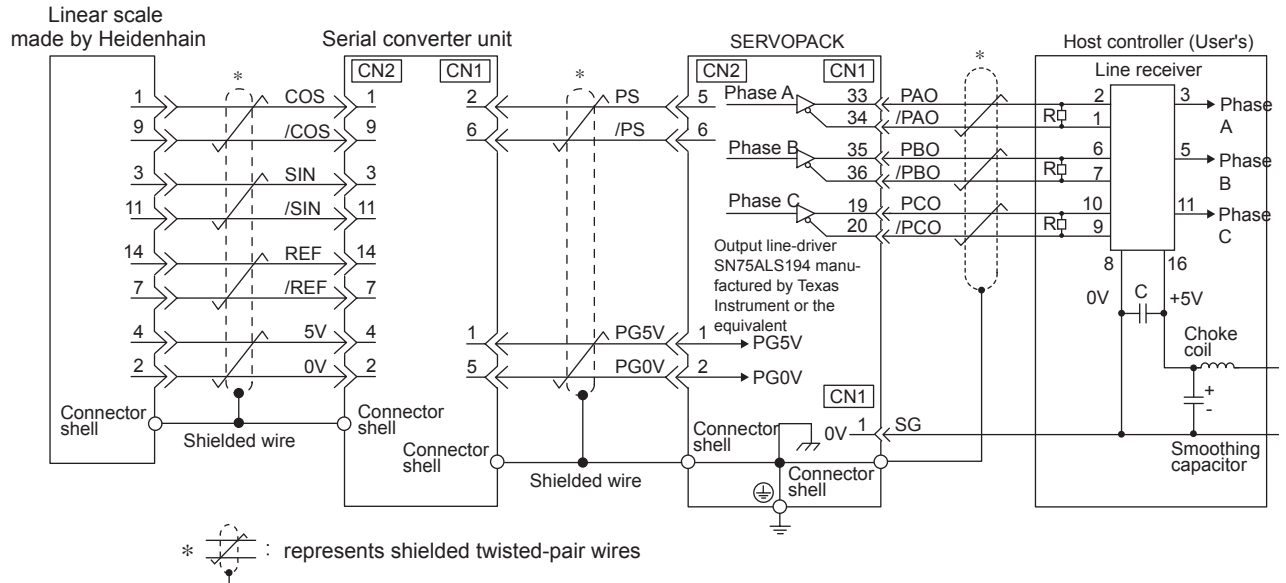 Linear scale
made by Heidenhain
Serial converter unit
SERVOPACK
Host controller (User's)
*
CN2
CN1
*
CN2
CN1
*
Line receiver
1
COS
1
2
PS
5
Phase A
33
PAO
2
3
Phase
A
9
/COS
9
6
/PS
6
34
/PAO
R
1
3
SIN
3
Phase B
35
PBO
6
5
Phase
B
11
/SIN
11
36
/PBO
R
7
14
REF
14
Phase C
19
PCO
10
11
Phase
C
7
/REF
7
20
/PCO
R
9
Output line-driver
SN75ALS194 manu-
factured by Texas
Instrument or the
equivalent
8
16
0V
C
+5V
4
5V
4
1
PG5V
1
PG5V
Choke
coil
2
0V
2
5
PG0V
2
PG0V
+
-
CN1
0V
1
SG
Connector
shell
Shielded wire
Connector
shell
Connector
shell
Shielded wire
Connector
shell
Connector
shell
Smoothing
capacitor
* : represents shielded twisted-pair wires